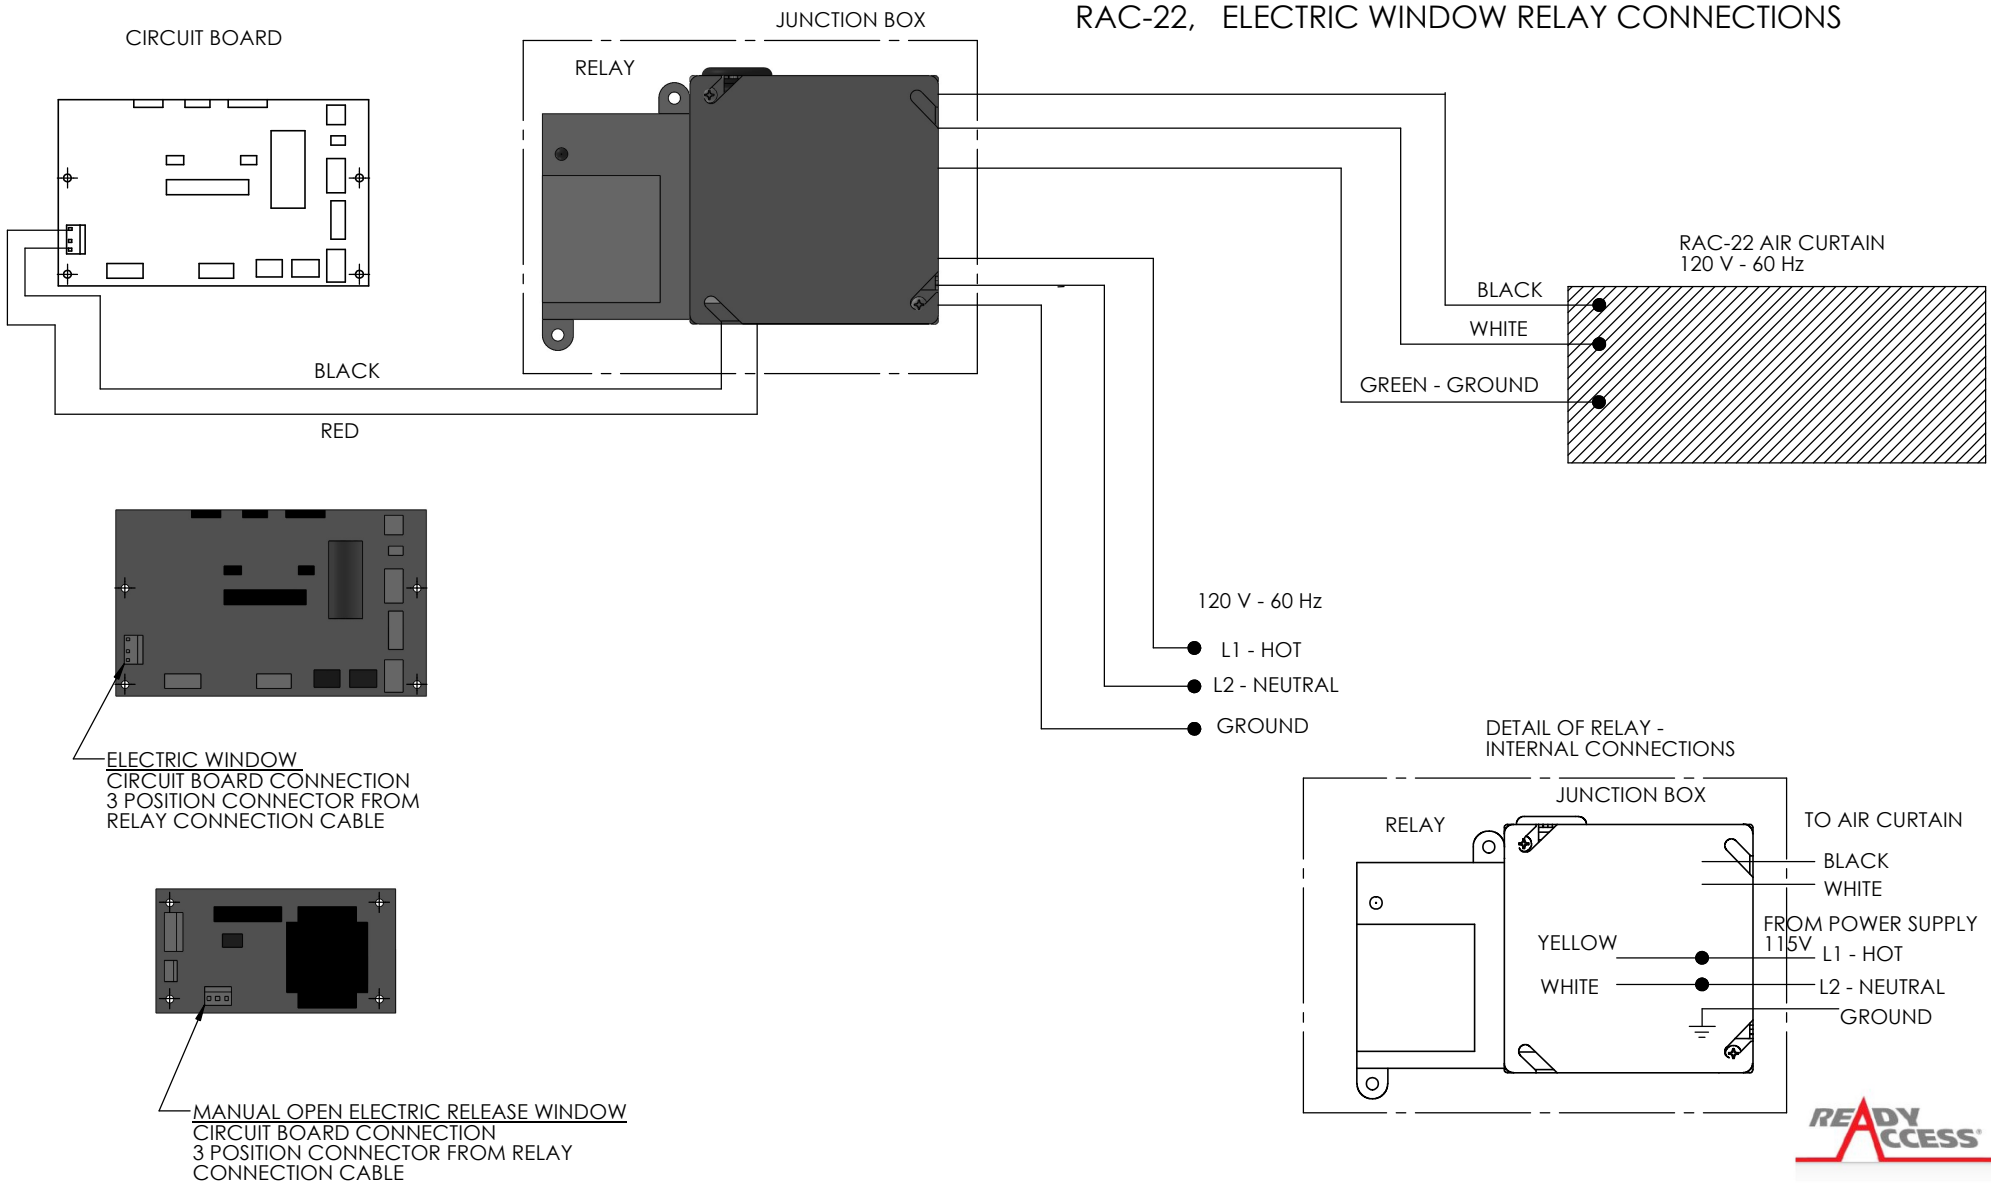 RAC-22, ELECTRIC WINDOW RELAY CONNECTIONS
JUNCTION BOX
CIRCUIT BOARD
RELAY
RAC-22 AIR CURTAIN
120 V - 60 Hz
BLACK
WHITE
GREEN - GROUND
BLACK
RED
120 V - 60 Hz
L1 - HOT
L2 - NEUTRAL
GROUND
ELECTRIC WINDOW
CIRCUIT BOARD CONNECTION
3 POSITION CONNECTOR FROM
RELAY CONNECTION CABLE
DETAIL OF RELAY -
INTERNAL CONNECTIONS
JUNCTION BOX
RELAY
TO AIR CURTAIN
BLACK
WHITE
FROM POWER SUPPLY
115V
YELLOW
L1 - HOT
WHITE
L2 - NEUTRAL
GROUND
MANUAL OPEN ELECTRIC RELEASE WINDOW
CIRCUIT BOARD CONNECTION
3 POSITION CONNECTOR FROM RELAY
CONNECTION CABLE
READY
ACCESS